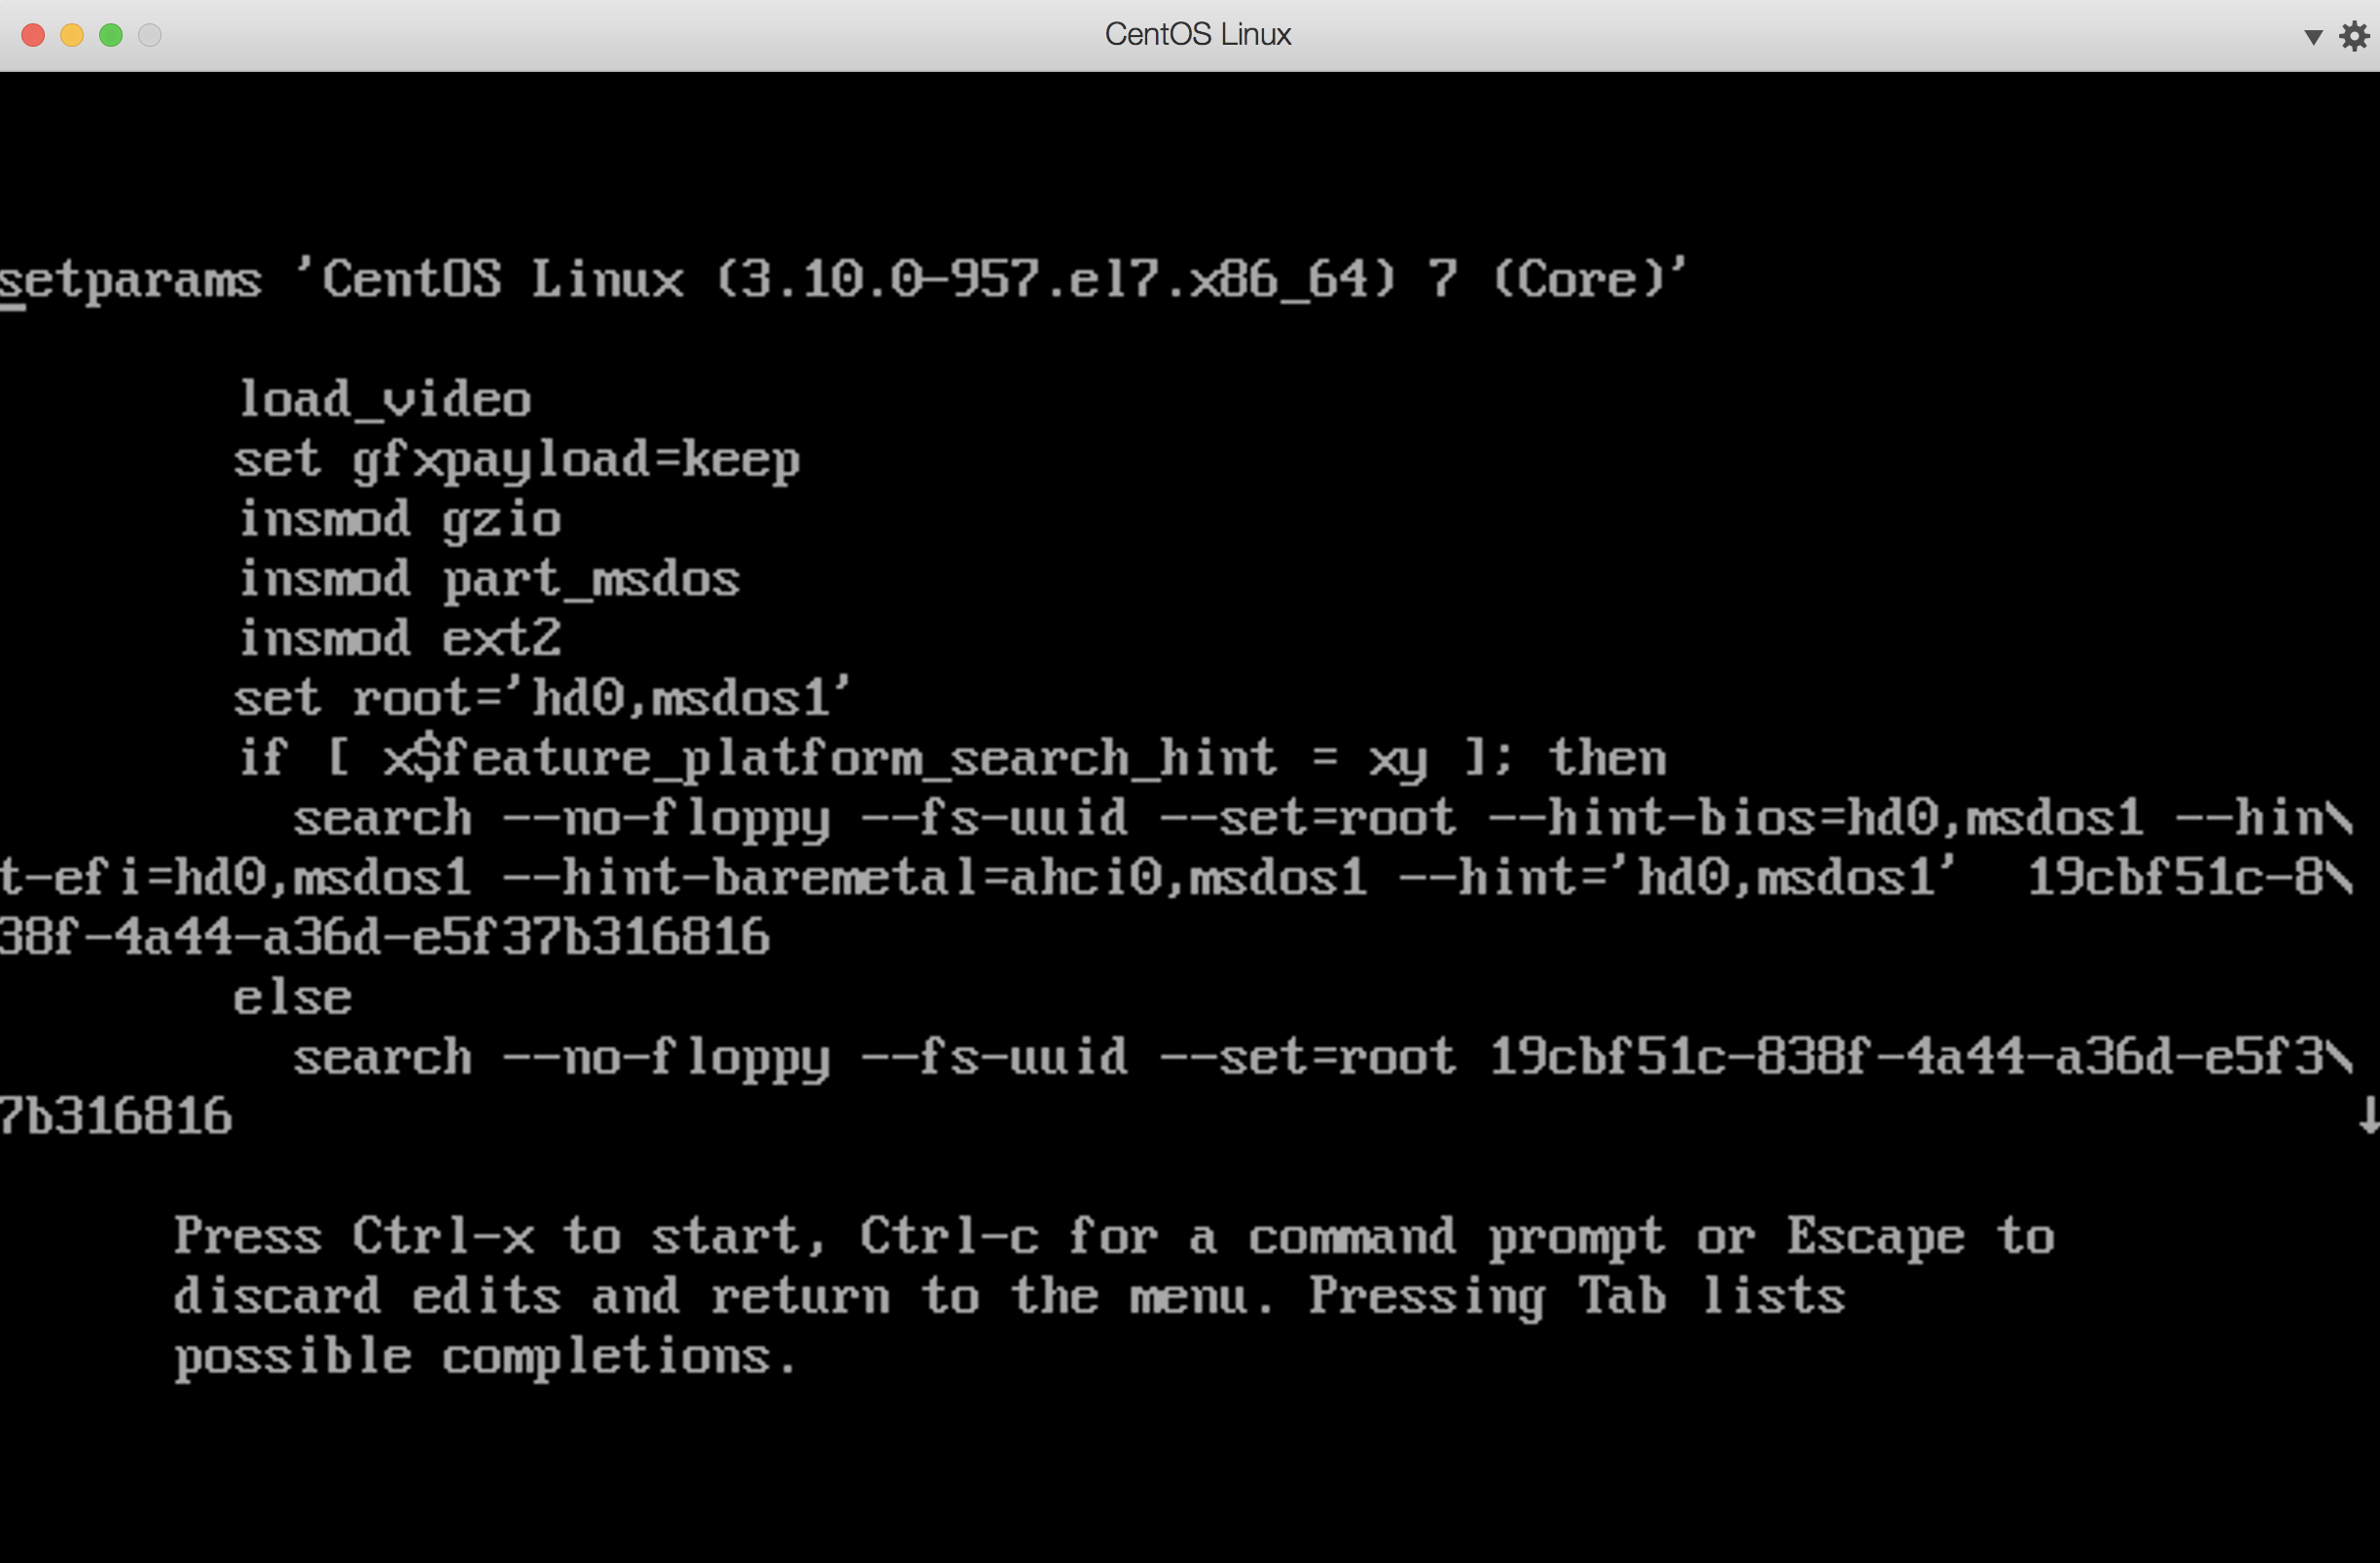 CentOS Linux
setparams 'CentOS Linux (3.10.0-957.el7.x86_64) 7 (Core)'
load_video
set gfxpayload=keep
insmod gzio
insmod part_msdos
insmod ext2
set root='hd0,msdos1'
if [ x$feature_platform_search_hint = xy ]; then
search --no-floppy --fs-uuid --set=root --hint-bios=hd0,msdos1 --hin\
t-efi=hd0,msdos1 --hint-baremetal=ahci0,msdos1 --hint='hd0,msdos1'  19cbf51c-8\
38f-4a44-a36d-e5f37b316816
else
search --no-floppy --fs-uuid --set=root 19cbf51c-838f-4a44-a36d-e5f3\
7b316816
Press Ctrl-x to start, Ctrl-c for a command prompt or Escape to
discard edits and return to the menu. Pressing Tab lists
possible completions.